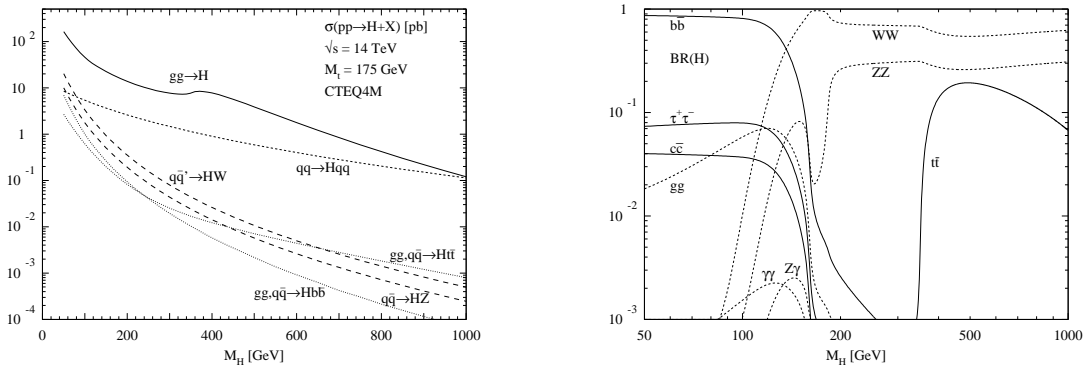 σ(pp→H+X) [pb]
√s = 14 TeV
M_t = 175 GeV
CTEQ4M
gg→H
qq→Hqq
qq̄'→HW
gg,qq̄→Htt̄
gg,qq̄→Hbb̄
qq̄→HZ
10^2
10
1
10^-1
10^-2
10^-3
10^-4
0 200 400 600 800 1000
M_H [GeV]
bb̄
BR(H)
WW
ZZ
τ^+τ^-
cc̄
gg
tt̄
γγ
Zγ
1
10^-1
10^-2
10^-3
50 100 200 500 1000
M_H [GeV]